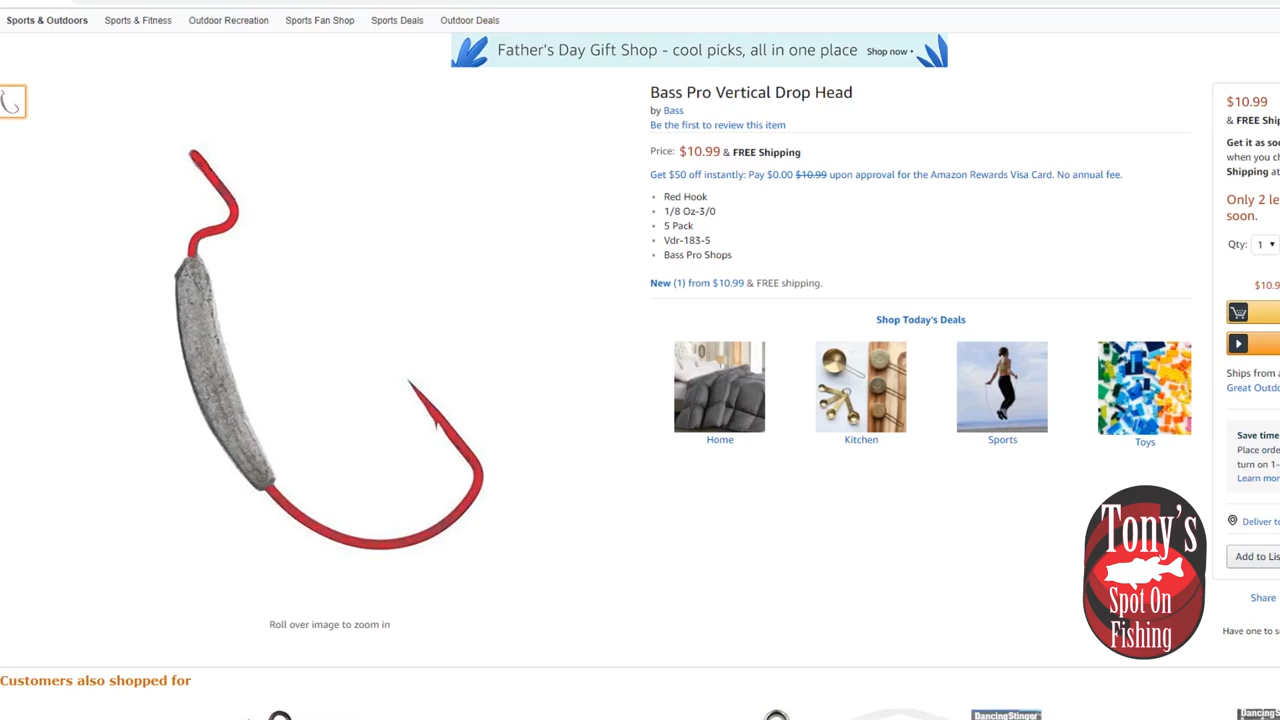 Sports & Outdoors Sports & Fitness Outdoor Recreation Sports Fan Shop Sports Deals Outdoor Deals
Father's Day Gift Shop - cool picks, all in one place Shop now
Bass Pro Vertical Drop Head
by Bass
Be the first to review this item
Price: $10.99 & FREE Shipping
Get $50 off instantly: Pay $0.00 $10.99 upon approval for the Amazon Rewards Visa Card. No annual fee.
Red Hook
1/8 Oz-3/0
5 Pack
Vdr-183-5
Bass Pro Shops
New (1) from $10.99 & FREE shipping.
Shop Today's Deals
Home Kitchen Sports Toys
Roll over image to zoom in
$10.99
& FREE Ship
Get it as soo
when you ch
Shipping at
Only 2 le
soon.
Qty: 1
$10.9
Ships from a
Great Outdo
Save time
Place orde
turn on 1-
Learn mor
Deliver to
Add to Lis
Share
Have one to s
Tony's
Spot On
Fishing
Customers also shopped for
DancingStinger
DancingSting